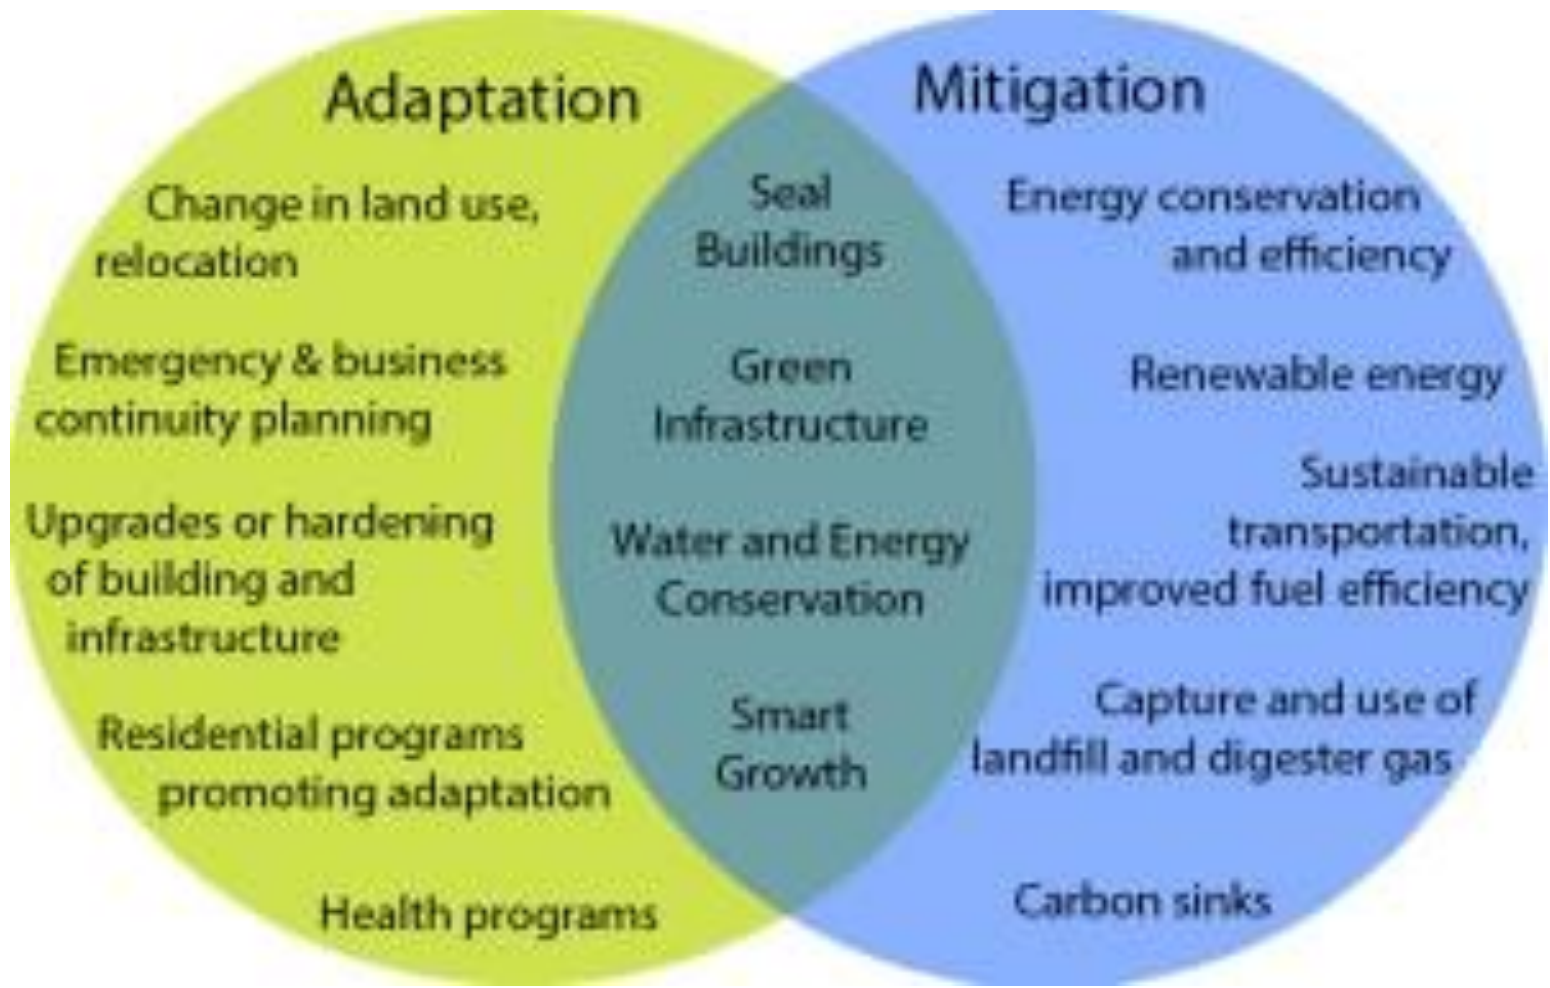 Adaptation
Change in land use,
relocation
Emergency & business
continuity planning
Upgrades or hardening
of building and
infrastructure
Residential programs
promoting adaptation
Health programs
Seal
Buildings
Green
Infrastructure
Water and Energy
Conservation
Smart
Growth
Mitigation
Energy conservation
and efficiency
Renewable energy
Sustainable
transportation,
improved fuel efficiency
Capture and use of
landfill and digester gas
Carbon sinks